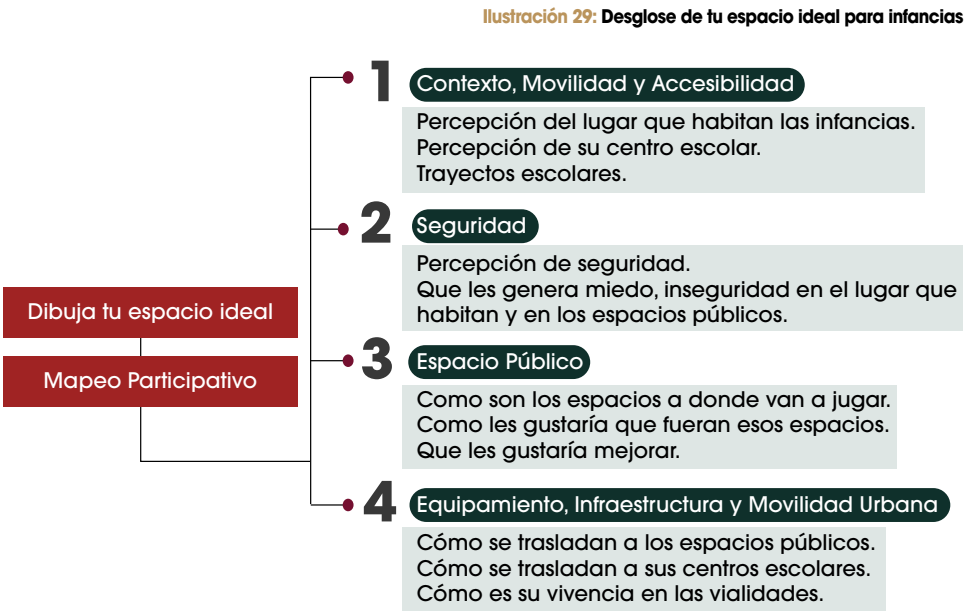 Ilustración 29: Desglose de tu espacio ideal para infancias
1 Contexto, Movilidad y Accesibilidad
Percepción del lugar que habitan las infancias.
Percepción de su centro escolar.
Trayectos escolares.
2 Seguridad
Percepción de seguridad.
Que les genera miedo, inseguridad en el lugar que
habitan y en los espacios públicos.
Dibuja tu espacio ideal
Mapeo Participativo
3 Espacio Público
Como son los espacios a donde van a jugar.
Como les gustaría que fueran esos espacios.
Que les gustaría mejorar.
4 Equipamiento, Infraestructura y Movilidad Urbana
Cómo se trasladan a los espacios públicos.
Cómo se trasladan a sus centros escolares.
Cómo es su vivencia en las vialidades.